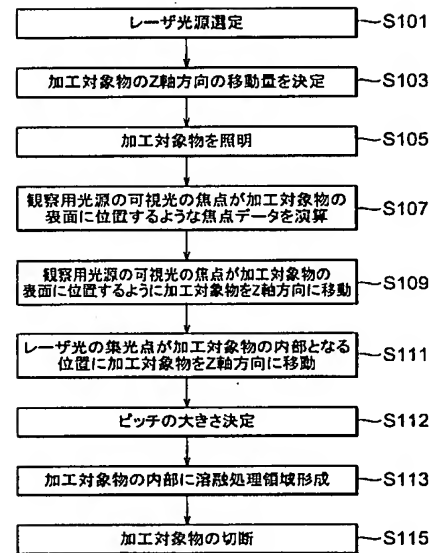 レーザ光源選定
S101
加工対象物のZ軸方向の移動量を決定
S103
加工対象物を照明
S105
観察用光源の可視光の焦点が加工対象物の
表面に位置するような焦点データを演算
S107
観察用光源の可視光の焦点が加工対象物の
表面に位置するように加工対象物をZ軸方向に移動
S109
レーザ光の集光点が加工対象物の内部となる
位置に加工対象物をZ軸方向に移動
S111
ピッチの大きさ決定
S112
加工対象物の内部に溶融処理領域形成
S113
加工対象物の切断
S115